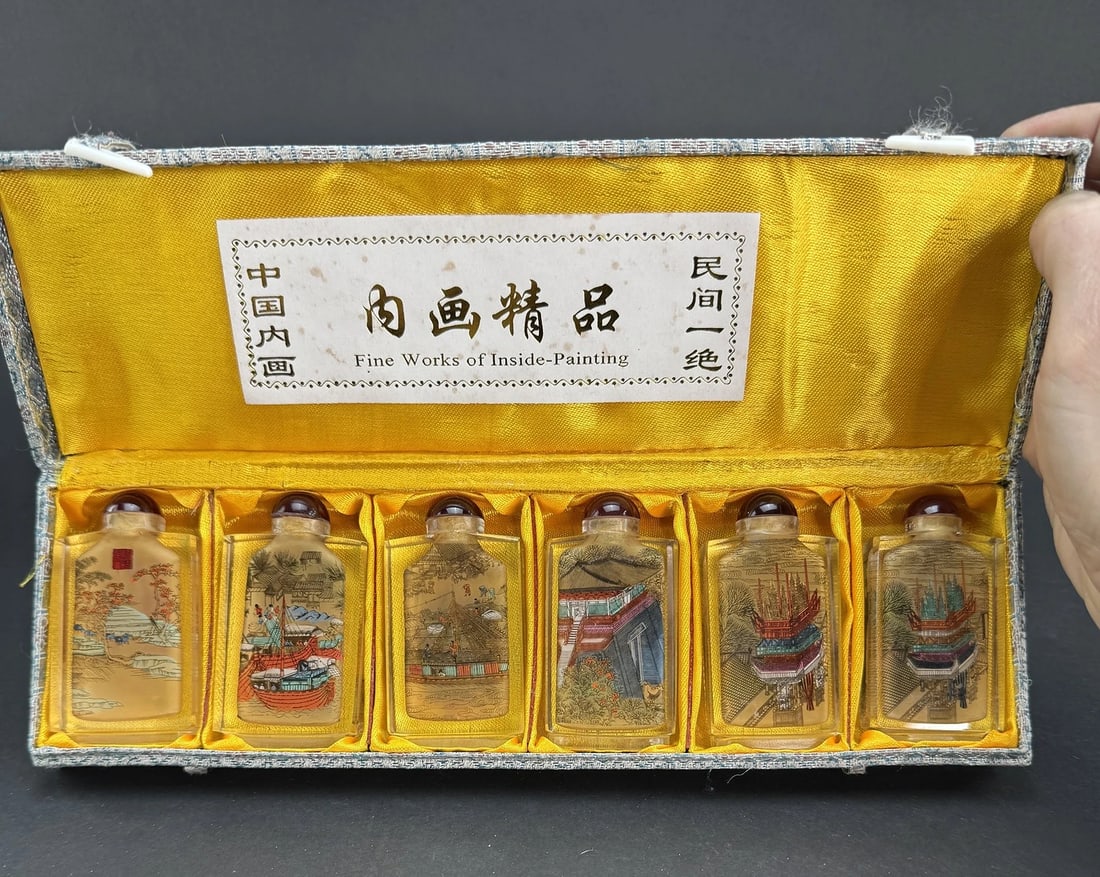 民间一绝
内画精品
Fine Works of Inside-Painting
中国内画